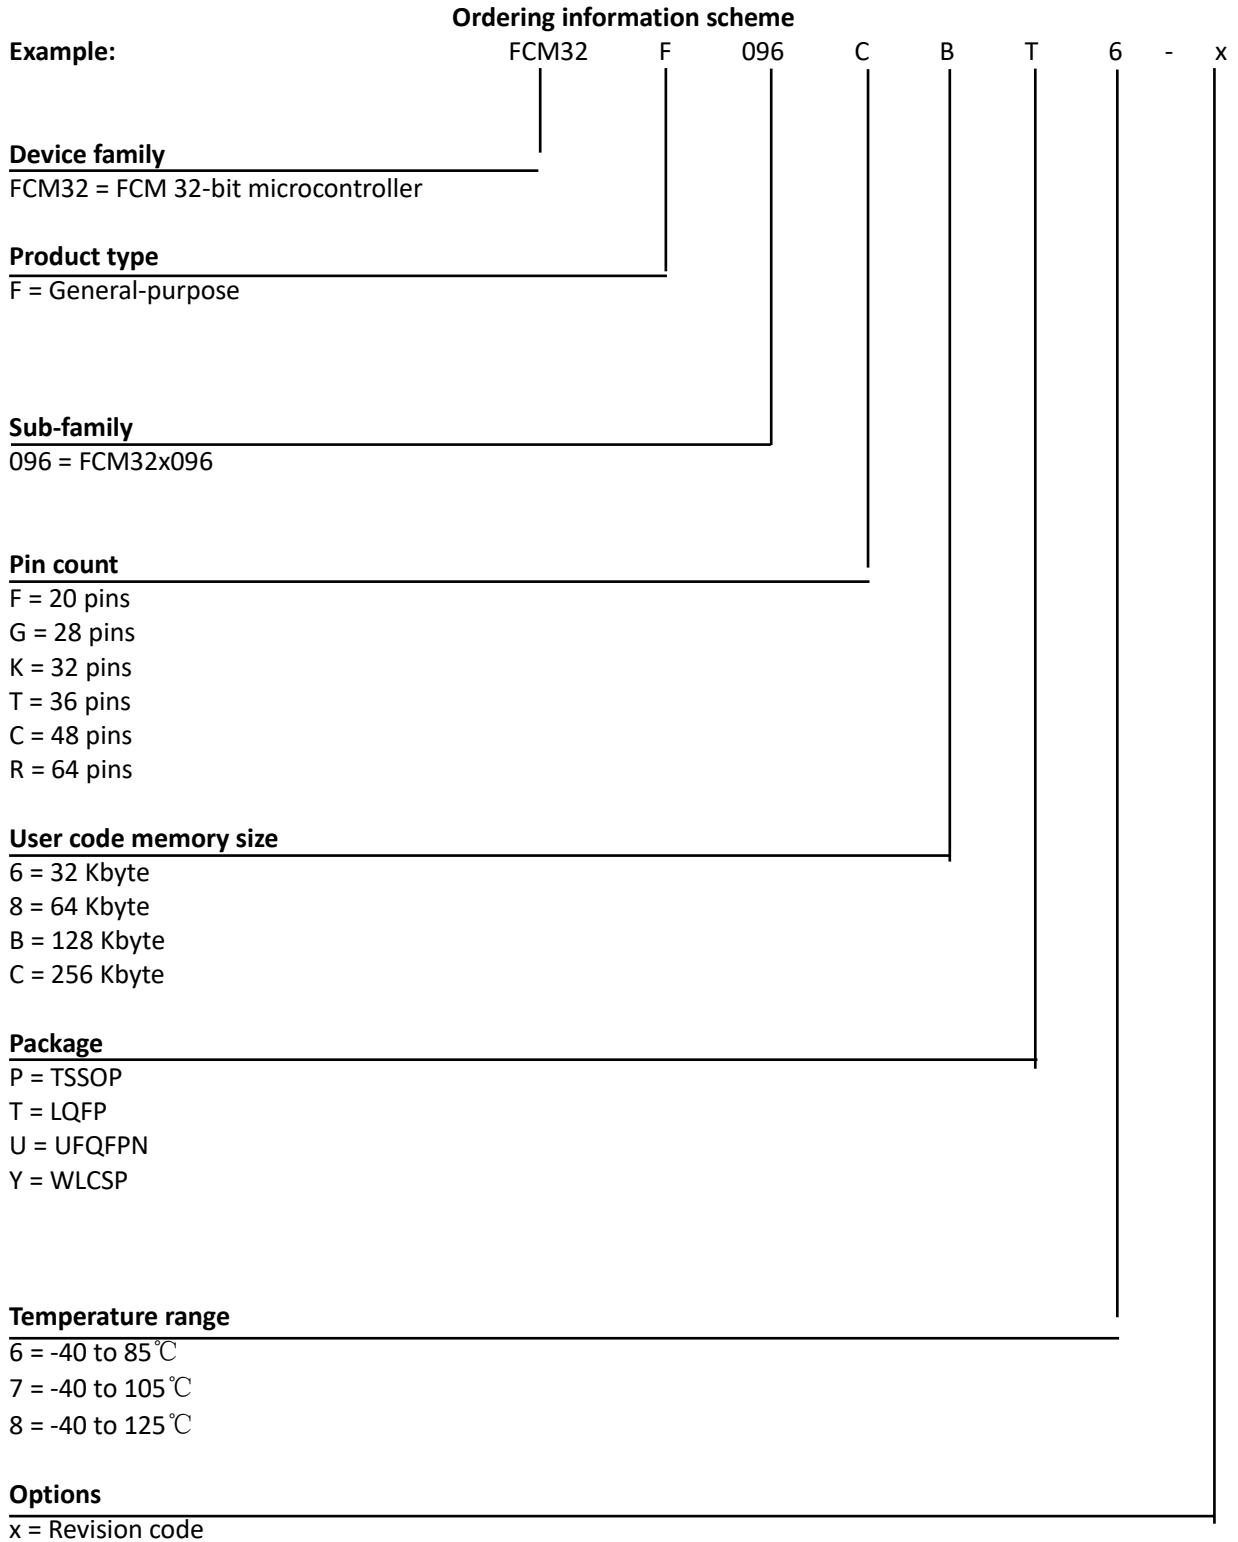 Ordering information scheme
Example: FCM32 F 096 C B T 6 - x
Device family
FCM32 = FCM 32-bit microcontroller
Product type
F = General-purpose
Sub-family
096 = FCM32x096
Pin count
F = 20 pins
G = 28 pins
K = 32 pins
T = 36 pins
C = 48 pins
R = 64 pins
User code memory size
6 = 32 Kbyte
8 = 64 Kbyte
B = 128 Kbyte
C = 256 Kbyte
Package
P = TSSOP
T = LQFP
U = UFQFPN
Y = WLCSP
Temperature range
6 = -40 to 85℃
7 = -40 to 105℃
8 = -40 to 125℃
Options
x = Revision code